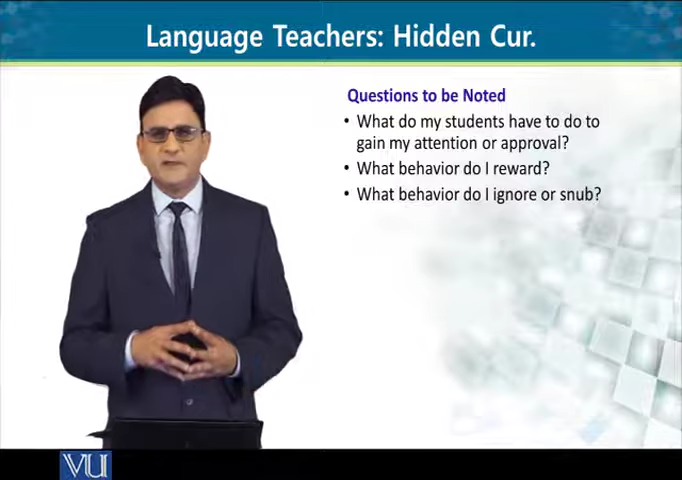 Language Teachers: Hidden Cur.
Questions to be Noted
• What do my students have to do to
gain my attention or approval?
• What behavior do I reward?
• What behavior do I ignore or snub?
VU